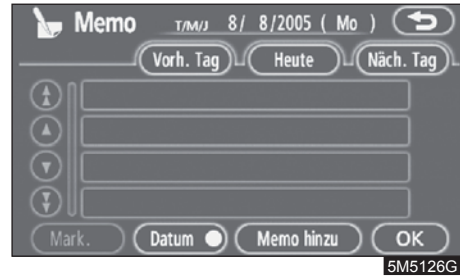 Memo T/M/J 8/ 8/2005 ( Mo )
Vorh. Tag Heute Näch. Tag
Mark. Datum Memo hinzu OK
5M5126G